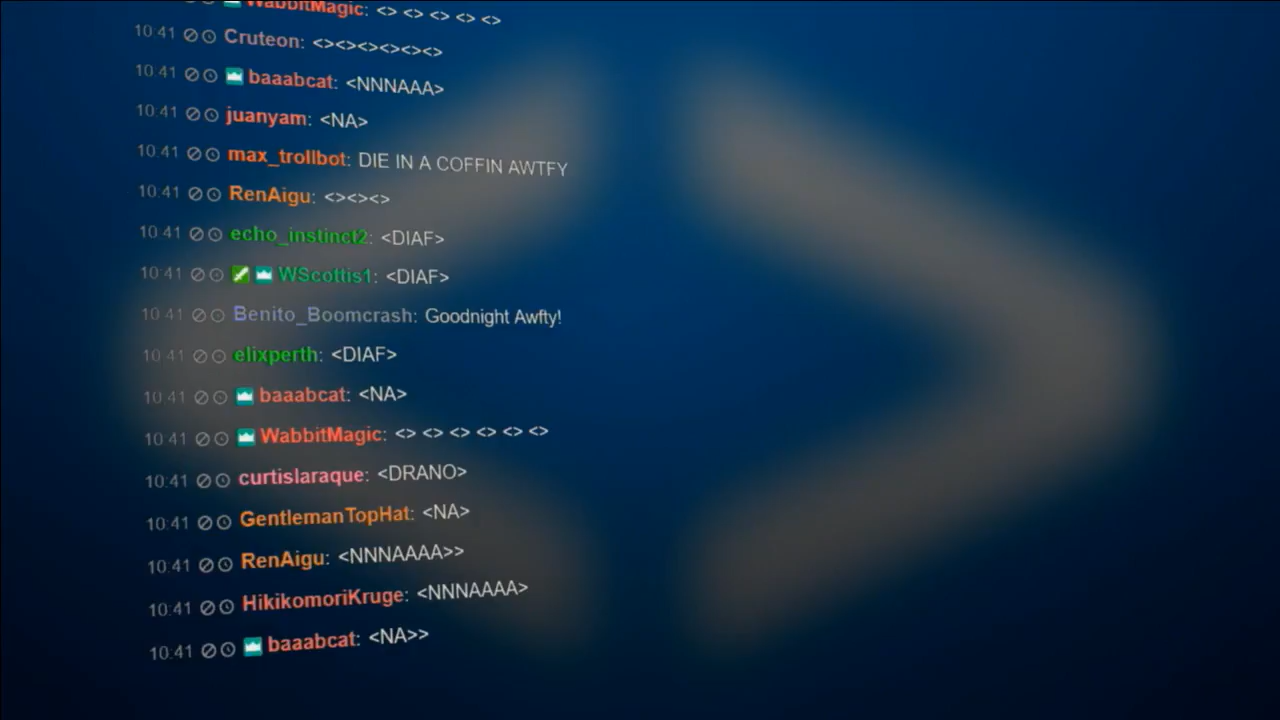 WabbitMagic: <> <> <> <> <>
10:41 Cruteon: <><><><><><>
10:41 baaabcat: <NNNAAA>
10:41 juanyam: <NA>
10:41 max_trollbot: DIE IN A COFFIN AWTFY
10:41 RenAigu: <><><>
10:41 echo_instinct2: <DIAF>
10:41 WScottis1: <DIAF>
10:41 Benito_Boomcrash: Goodnight Awfty!
10:41 elixperth: <DIAF>
10:41 baaabcat: <NA>
10:41 WabbitMagic: <> <> <> <> <> <>
10:41 curtislaraque: <DRANO>
10:41 GentlemanTopHat: <NA>
10:41 RenAigu: <NNNAAAA>>
10:41 HikikomoriKruge: <NNNAAAA>
10:41 baaabcat: <NA>>